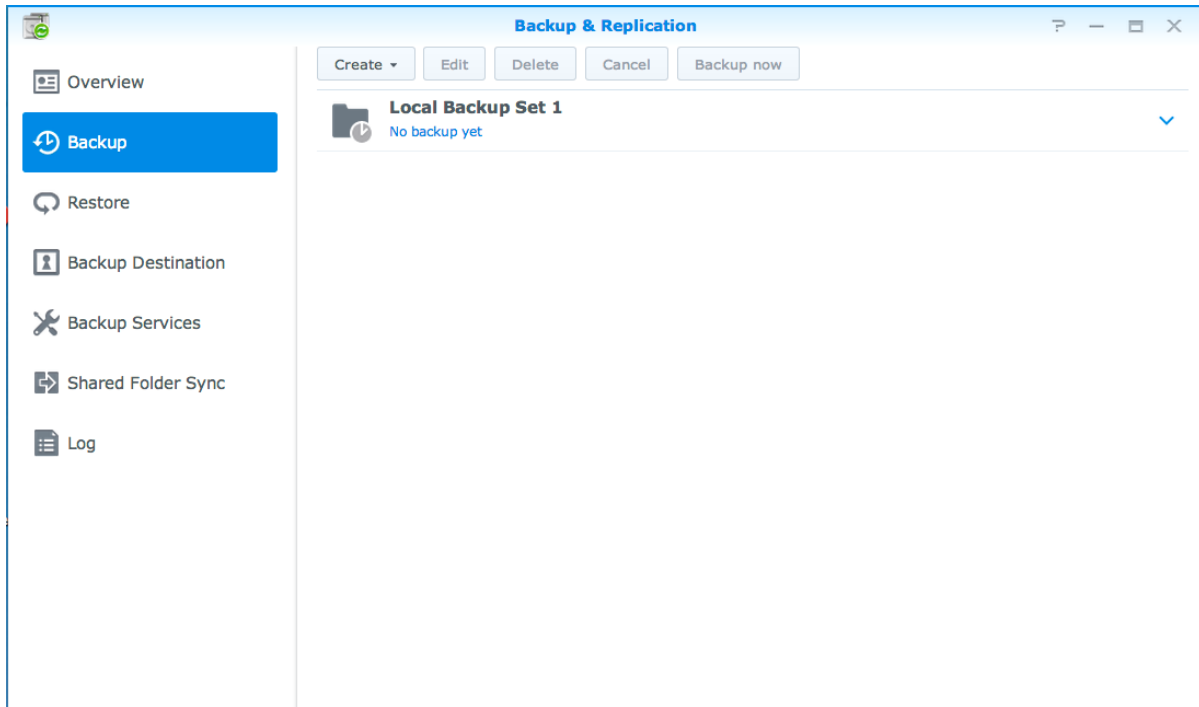 Backup & Replication
Overview
Backup
Restore
Backup Destination
Backup Services
Shared Folder Sync
Log
Create Edit Delete Cancel Backup now
Local Backup Set 1
No backup yet